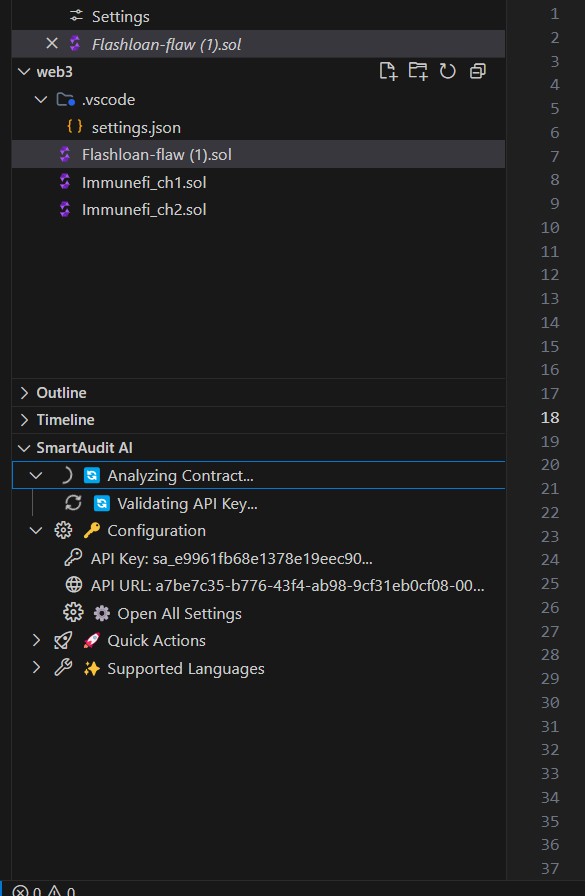 Settings
Flashloan-flaw (1).sol
web3
.vscode
{} settings.json
Flashloan-flaw (1).sol
Immunefi_ch1.sol
Immunefi_ch2.sol
Outline
Timeline
SmartAudit AI
Analyzing Contract...
Validating API Key...
Configuration
API Key: sa_e9961fb68e1378e19eec90...
API URL: a7be7c35-b776-43f4-ab98-9cf31eb0cf08-00...
Open All Settings
Quick Actions
Supported Languages
0 0
1
2
3
4
5
6
7
8
9
10
11
12
13
14
15
16
17
18
19
20
21
22
23
24
25
26
27
28
29
30
31
32
33
34
35
36
37